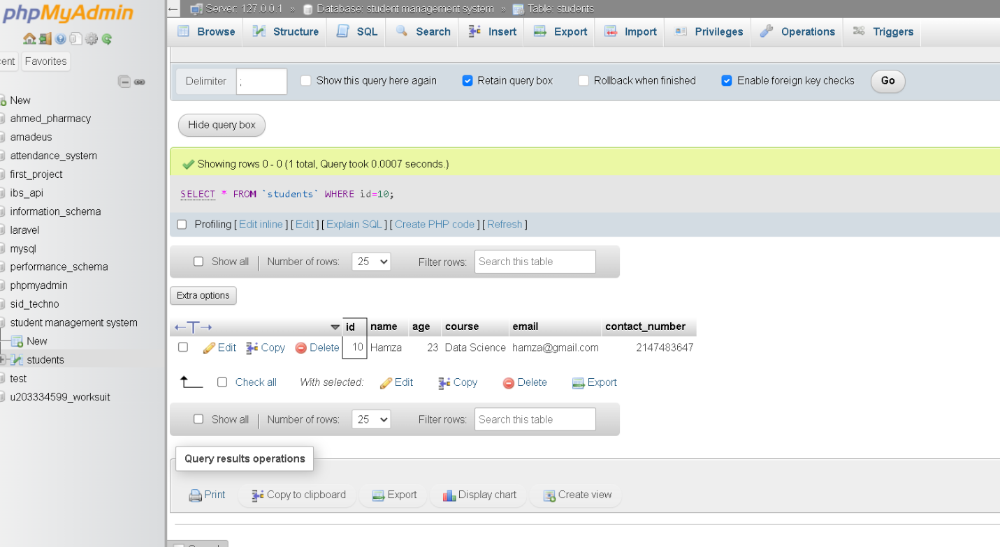 phpMyAdmin
Recent Favorites
New
ahmed_pharmacy
amadeus
attendance_system
first_project
ibs_api
information_schema
laravel
mysql
performance_schema
phpmyadmin
sid_techno
student management system
New
students
test
u203334599_worksuit
← Server: 127.0.0.1 » Database: student management system » Table: students
Browse Structure SQL Search Insert Export Import Privileges Operations Triggers
Delimiter ; Show this query here again Retain query box Rollback when finished Enable foreign key checks Go
Hide query box
Showing rows 0 - 0 (1 total, Query took 0.0007 seconds.)
SELECT * FROM `students` WHERE id=10;
Profiling [ Edit inline ] [ Edit ] [ Explain SQL ] [ Create PHP code ] [ Refresh ]
Show all | Number of rows: 25 Filter rows: Search this table
Extra options
←T→ id name age course email contact_number
Edit Copy Delete 10 Hamza 23 Data Science hamza@gmail.com 2147483647
Check all With selected: Edit Copy Delete Export
Show all | Number of rows: 25 Filter rows: Search this table
Query results operations
Print Copy to clipboard Export Display chart Create view